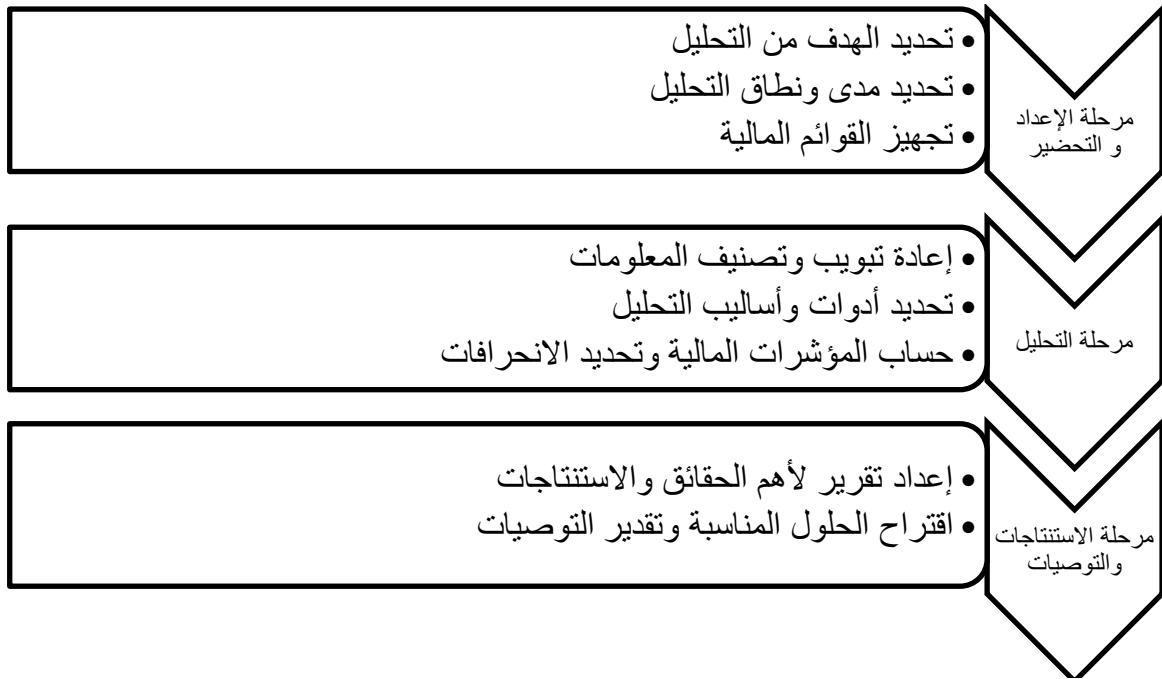 مرحلة الإعداد
و التحضير
• تحديد الهدف من التحليل
• تحديد مدى ونطاق التحليل
• تجهيز القوائم المالية
مرحلة التحليل
• إعادة تبويب وتصنيف المعلومات
• تحديد أدوات وأساليب التحليل
• حساب المؤشرات المالية وتحديد الانحرافات
مرحلة الاستنتاجات
والتوصيات
• إعداد تقرير لأهم الحقائق والاستنتاجات
• اقتراح الحلول المناسبة وتقدير التوصيات